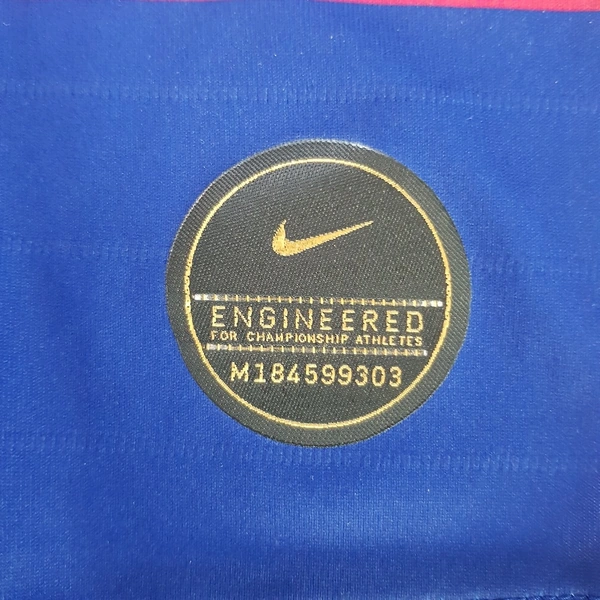 ENGINEERED
FOR CHAMPIONSHIP ATHLETES
M184599303